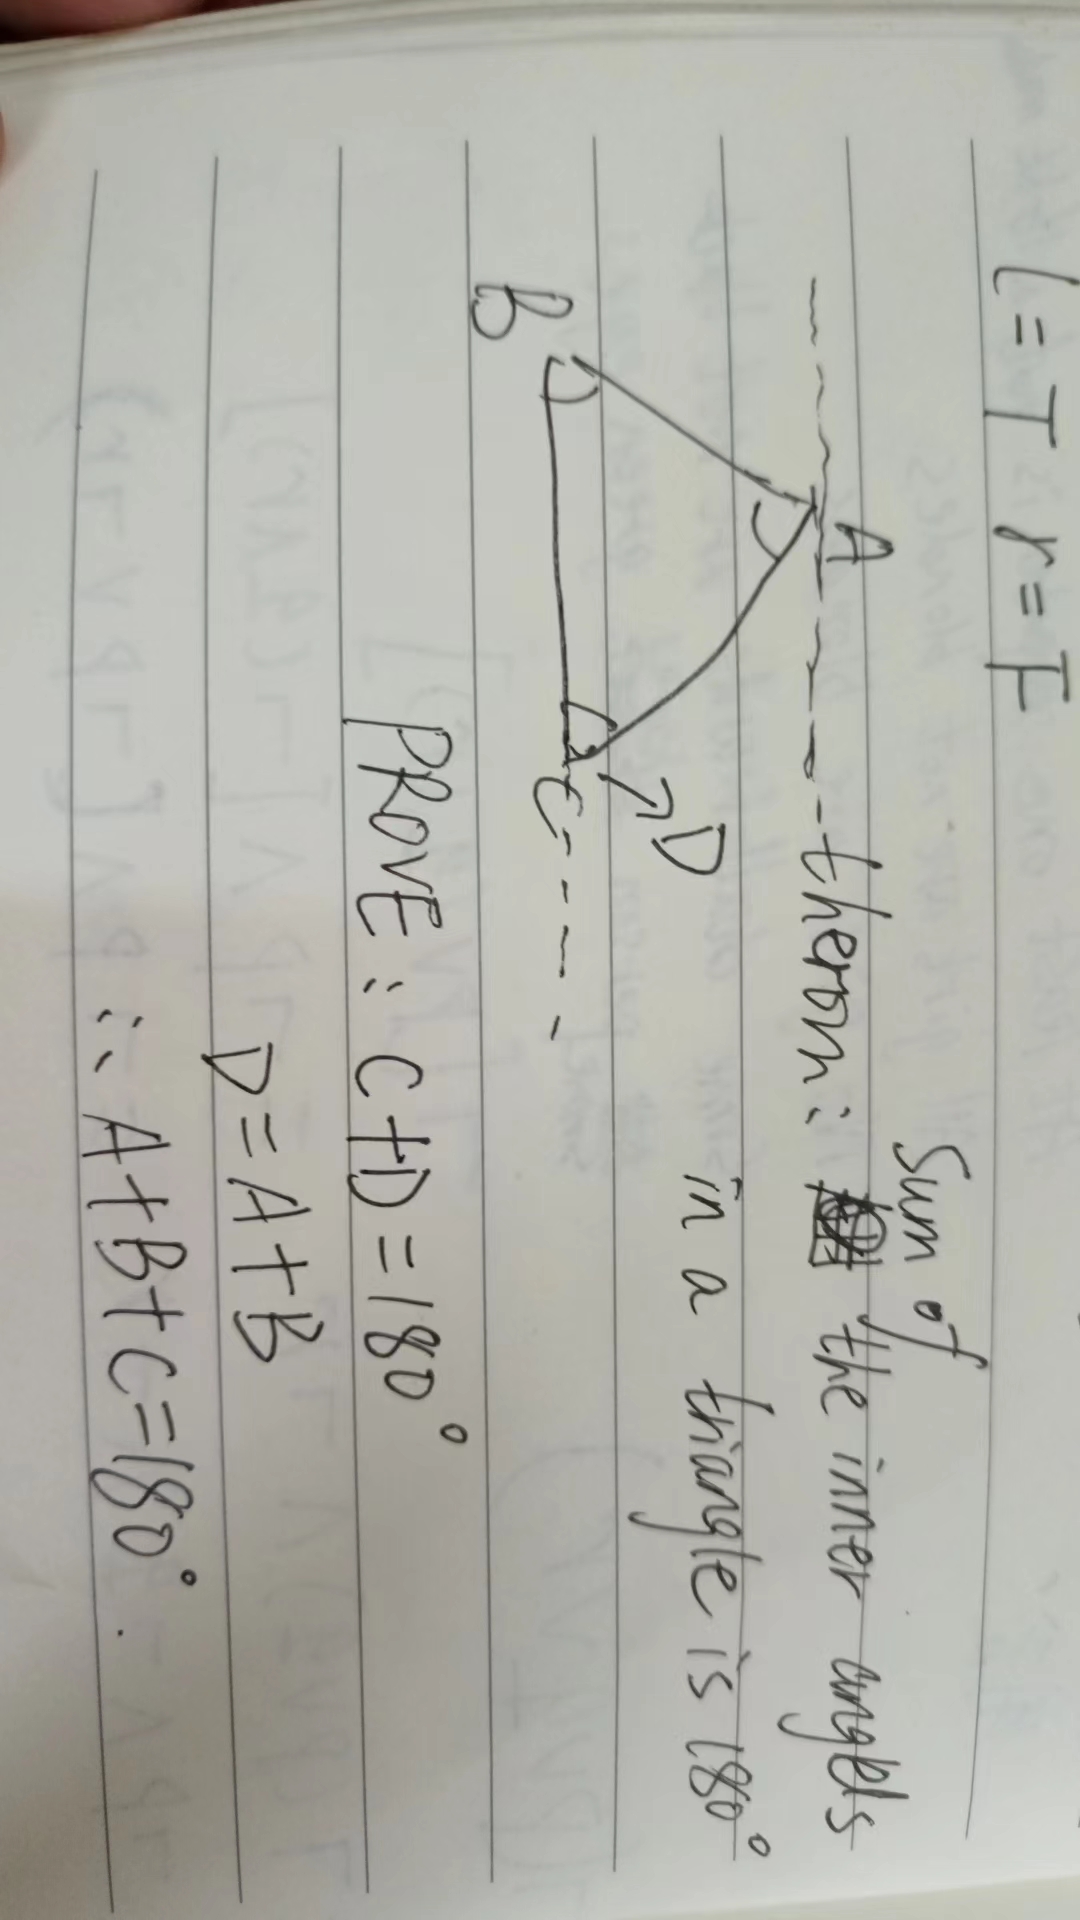 l = T r = F
Sum of
therom: the inner angels
in a triangle is 180°
A
B
C
D
PROVE: C+D=180°
D=A+B
∴ A+B+C=180°.